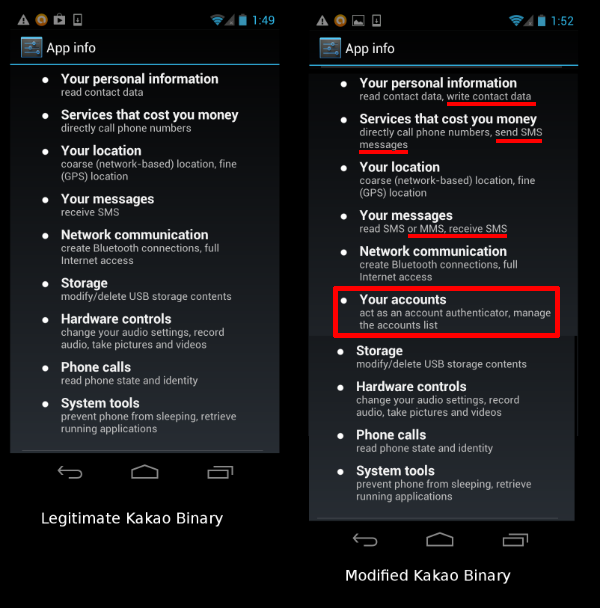 1:49
App info
Your personal information
read contact data
Services that cost you money
directly call phone numbers
Your location
coarse (network-based) location, fine
(GPS) location
Your messages
receive SMS
Network communication
create Bluetooth connections, full
Internet access
Storage
modify/delete USB storage contents
Hardware controls
change your audio settings, record
audio, take pictures and videos
Phone calls
read phone state and identity
System tools
prevent phone from sleeping, retrieve
running applications
Legitimate Kakao Binary
1:52
App info
Your personal information
read contact data, write contact data
Services that cost you money
directly call phone numbers, send SMS
messages
Your location
coarse (network-based) location, fine
(GPS) location
Your messages
read SMS or MMS, receive SMS
Network communication
create Bluetooth connections, full
Internet access
Your accounts
act as an account authenticator, manage
the accounts list
Storage
modify/delete USB storage contents
Hardware controls
change your audio settings, record
audio, take pictures and videos
Phone calls
read phone state and identity
System tools
prevent phone from sleeping, retrieve
running applications
Modified Kakao Binary